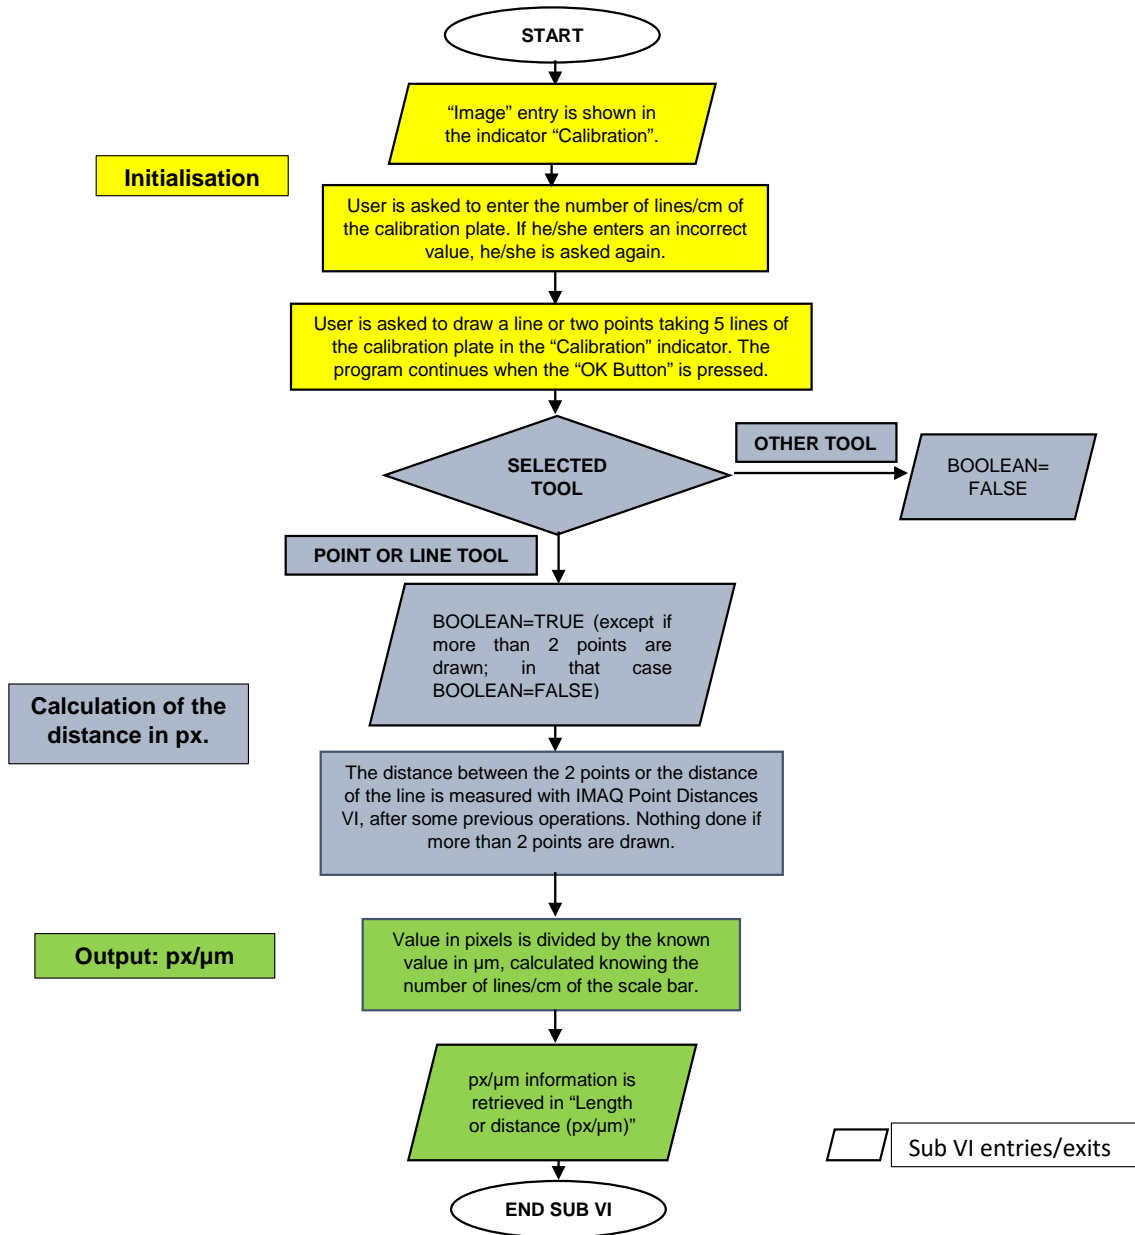 START
“Image” entry is shown in
the indicator “Calibration”.
Initialisation
User is asked to enter the number of lines/cm of
the calibration plate. If he/she enters an incorrect
value, he/she is asked again.
User is asked to draw a line or two points taking 5 lines of
the calibration plate in the “Calibration” indicator. The
program continues when the “OK Button” is pressed.
SELECTED
TOOL
OTHER TOOL
BOOLEAN=
FALSE
POINT OR LINE TOOL
BOOLEAN=TRUE (except if
more than 2 points are
drawn; in that case
BOOLEAN=FALSE)
Calculation of the
distance in px.
The distance between the 2 points or the distance
of the line is measured with IMAQ Point Distances
VI, after some previous operations. Nothing done if
more than 2 points are drawn.
Output: px/µm
Value in pixels is divided by the known
value in µm, calculated knowing the
number of lines/cm of the scale bar.
px/µm information is
retrieved in “Length
or distance (px/µm)”
Sub VI entries/exits
END SUB VI